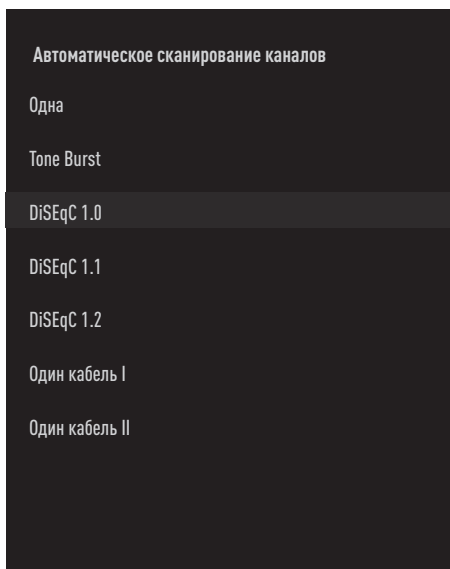 Автоматическое сканирование каналов
Одна
Tone Burst
DiSEqC 1.0
DiSEqC 1.1
DiSEqC 1.2
Один кабель I
Один кабель II